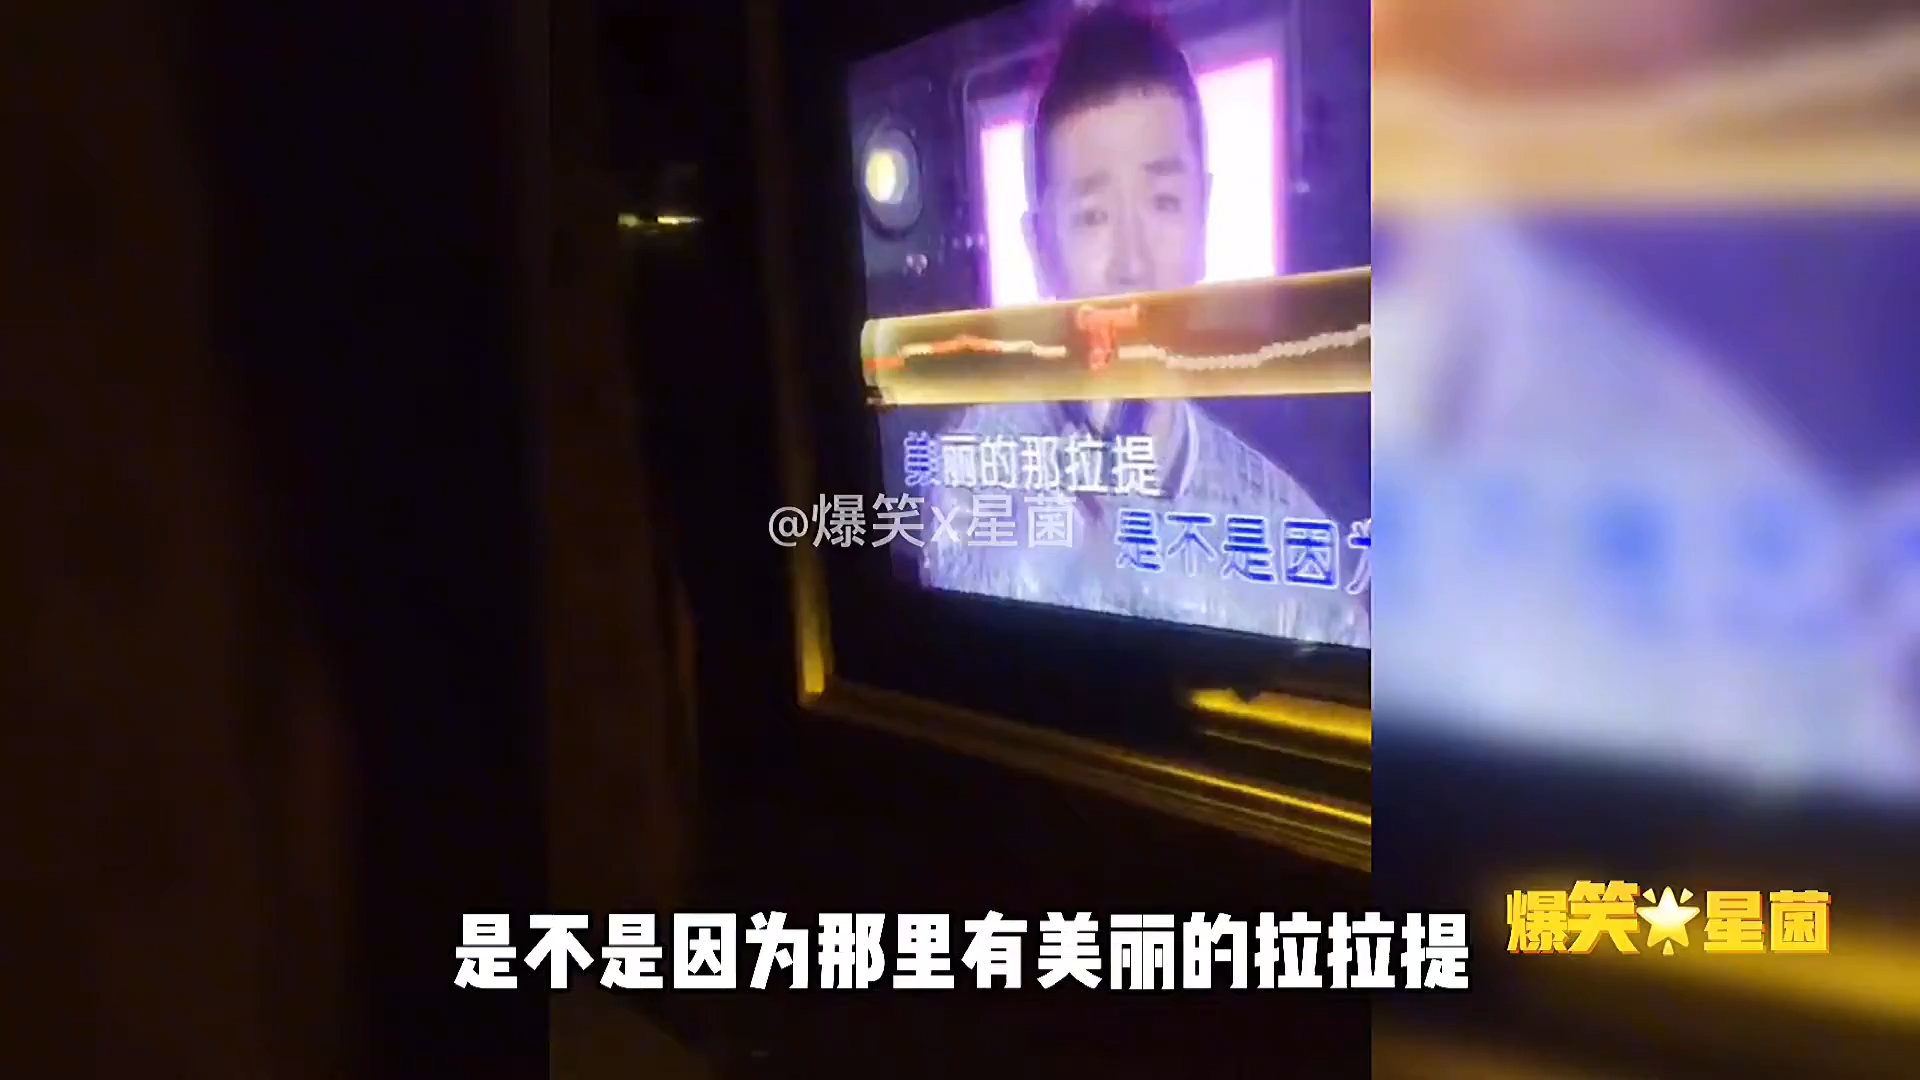 美丽的那拉提
@爆笑x星菌
是不是因为
是不是因为那里有美丽的拉拉提
爆笑星菌